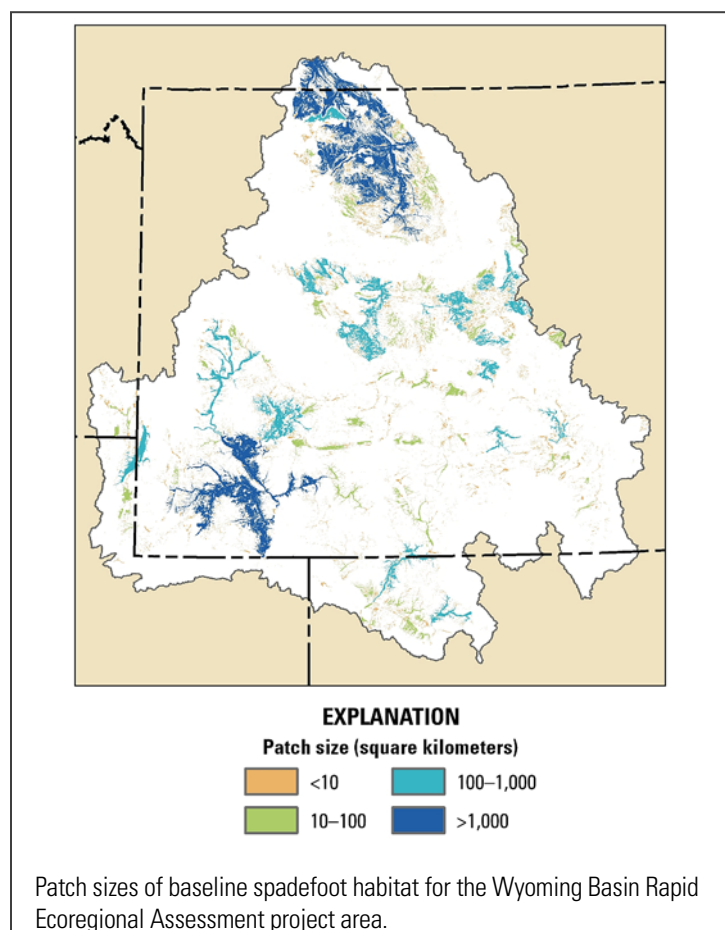 EXPLANATION
Patch size (square kilometers)
<10
100–1,000
10–100
>1,000
Patch sizes of baseline spadefoot habitat for the Wyoming Basin Rapid
Ecoregional Assessment project area.